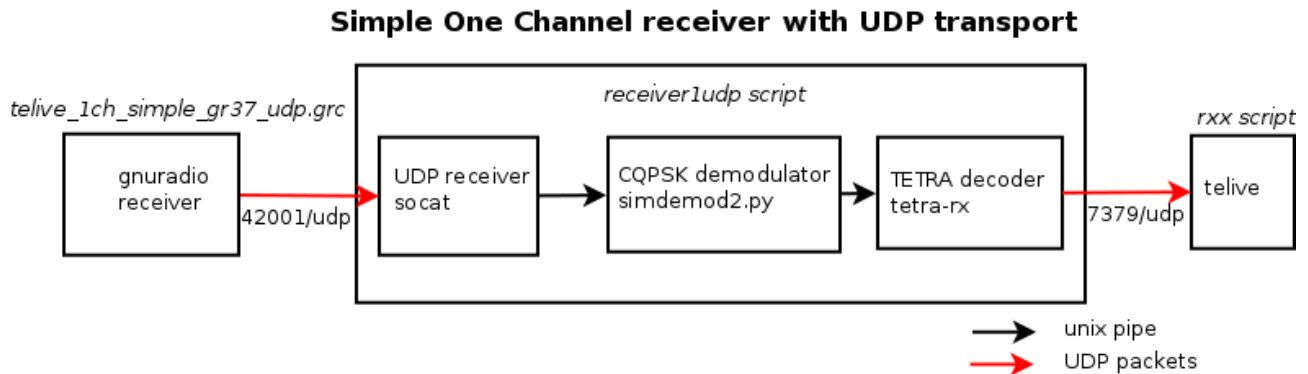 Simple One Channel receiver with UDP transport
telive_1ch_simple_gr37_udp.grc
receiver1udp script
rxx script
gnuradio
receiver
42001/udp
UDP receiver
socat
CQPSK demodulator
simdemod2.py
TETRA decoder
tetra-rx
7379/udp
telive
unix pipe
UDP packets